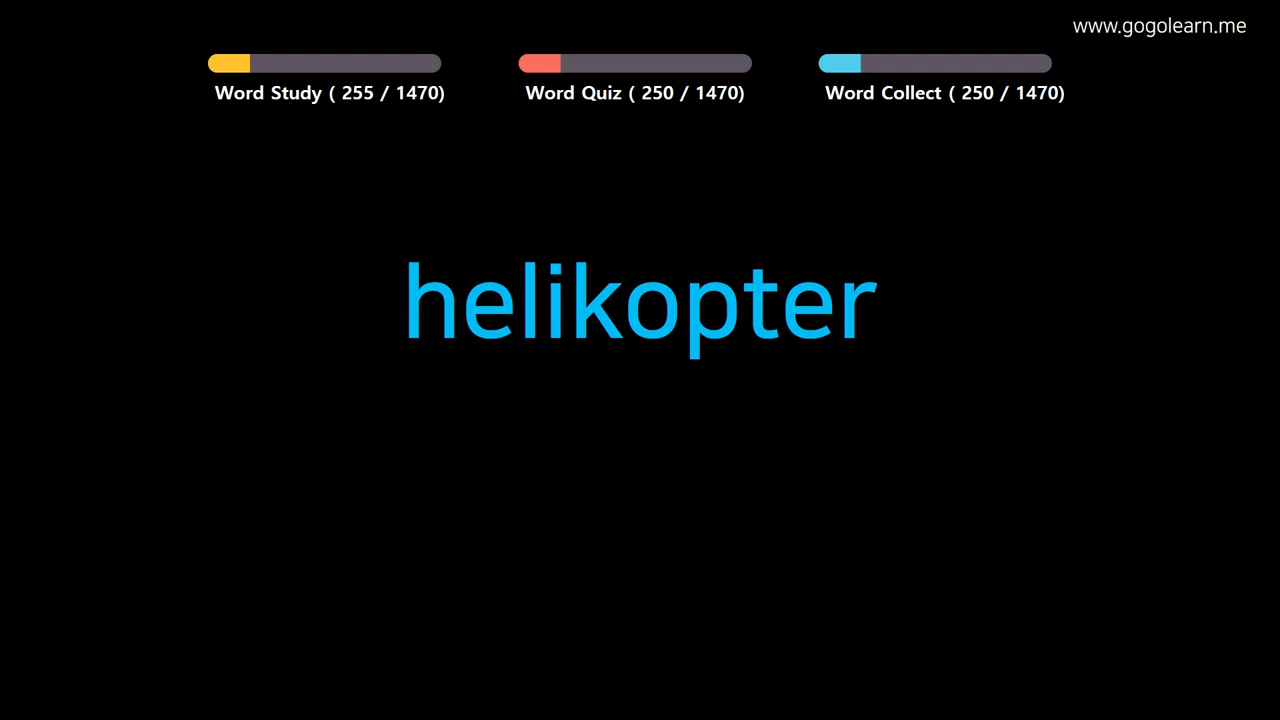 www.gogolearn.me
Word Study ( 255 / 1470)
Word Quiz ( 250 / 1470)
Word Collect ( 250 / 1470)
helikopter